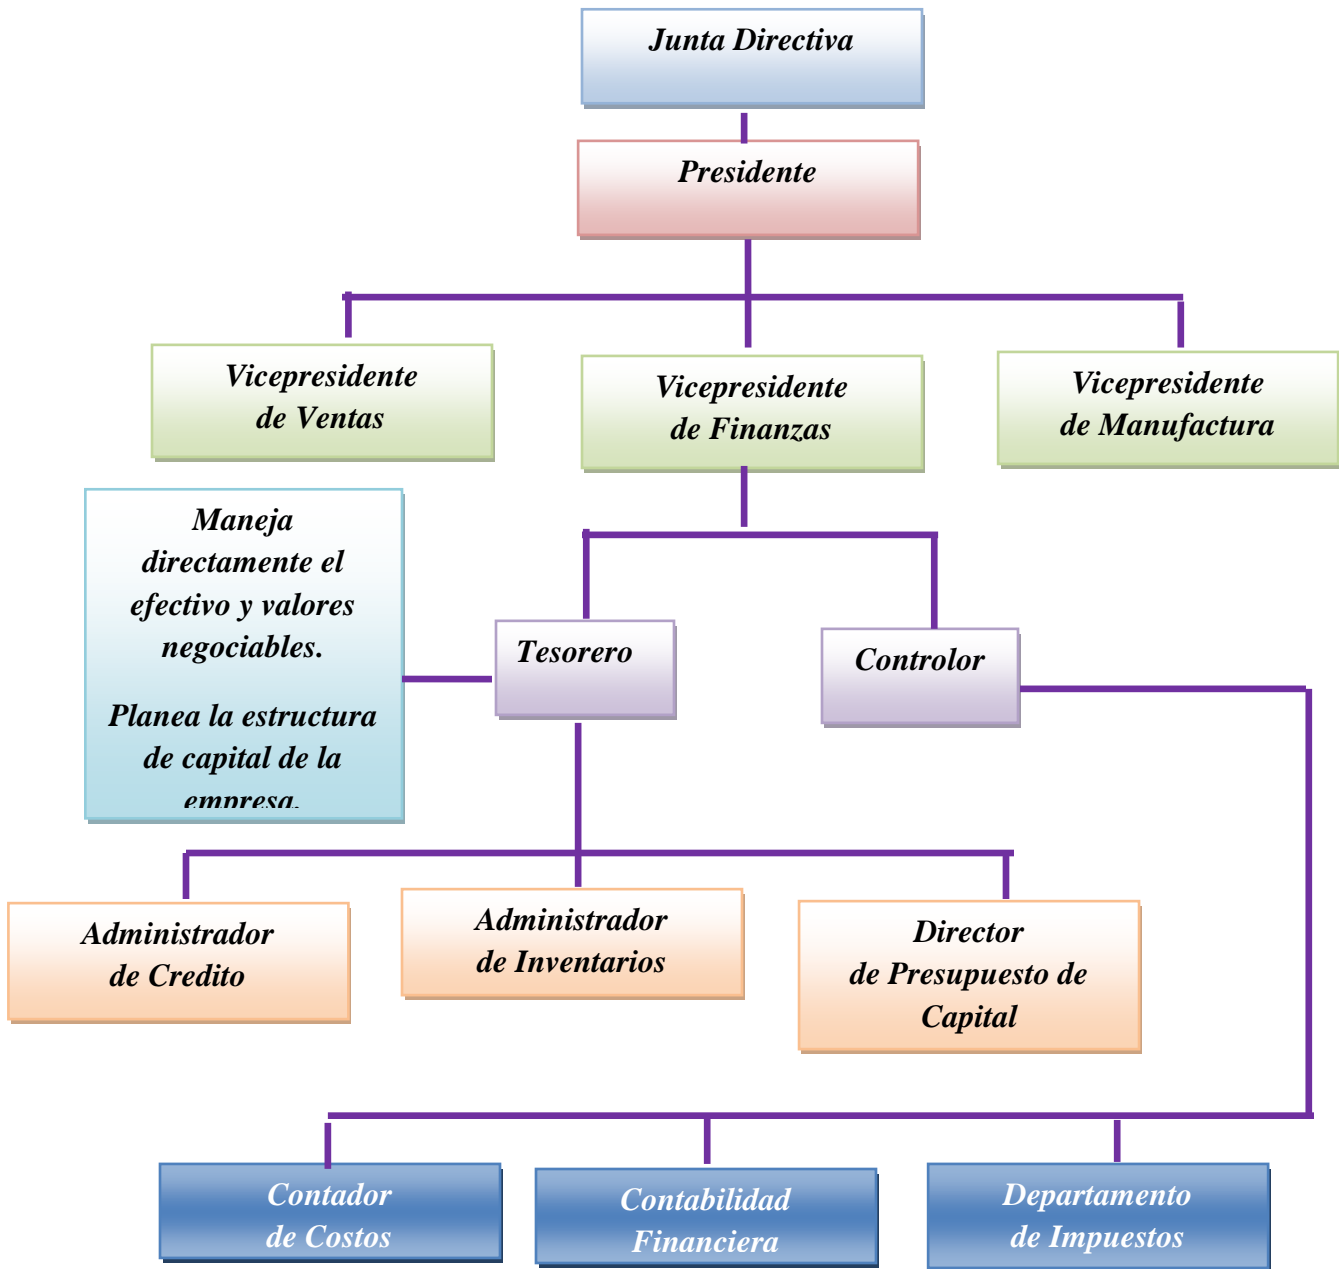 Junta Directiva
Presidente
Vicepresidente
de Ventas
Vicepresidente
de Finanzas
Vicepresidente
de Manufactura
Maneja
directamente el
efectivo y valores
negociables.
Planea la estructura
de capital de la
empresa.
Tesorero
Controlor
Administrador
de Credito
Administrador
de Inventarios
Director
de Presupuesto de
Capital
Contador
de Costos
Contabilidad
Financiera
Departamento
de Impuestos